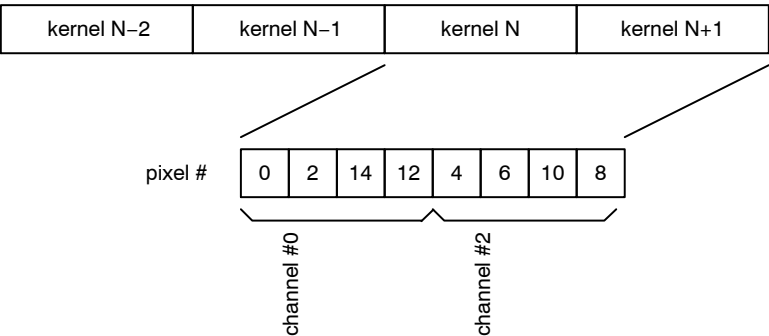 kernel N−2 kernel N−1 kernel N kernel N+1
pixel # 0 2 14 12 4 6 10 8
channel #0
channel #2